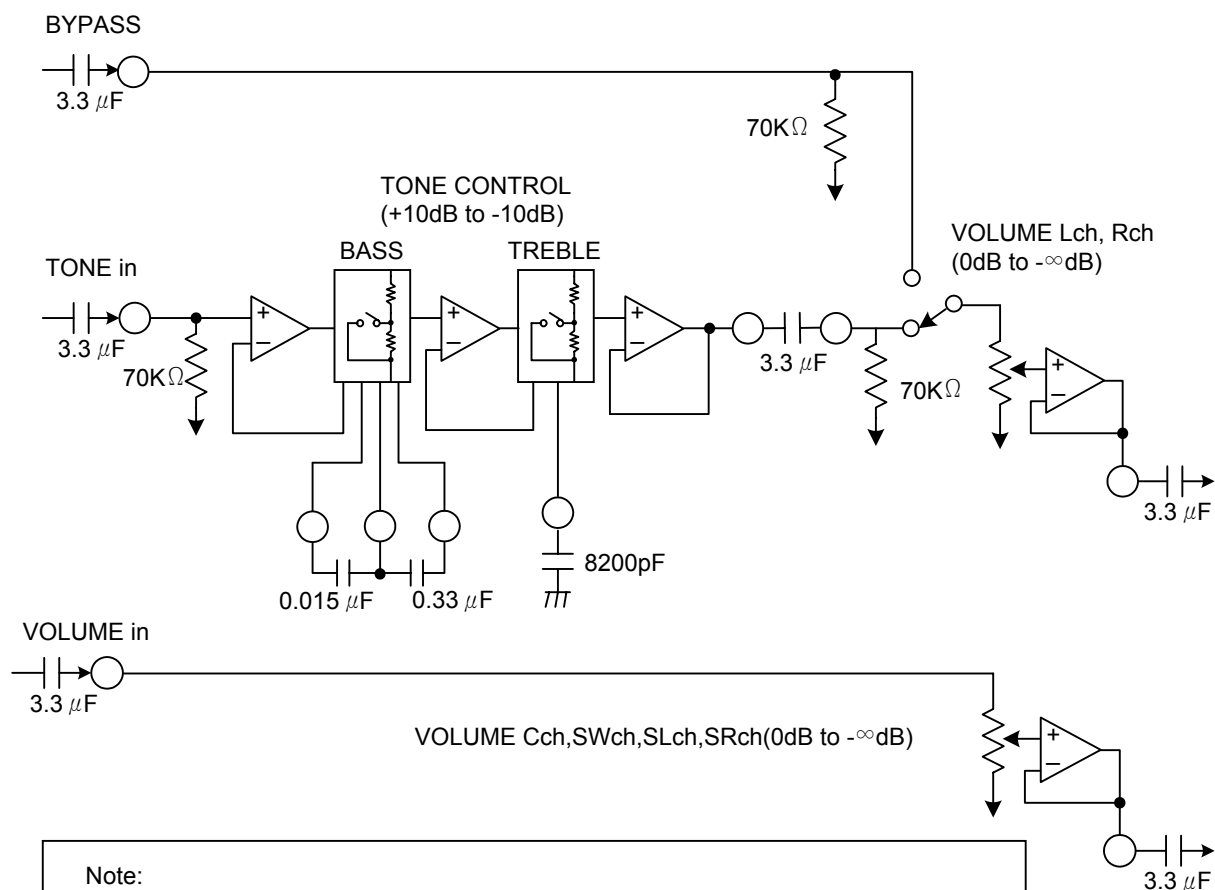 BYPASS
3.3 μF
70KΩ
TONE CONTROL
(+10dB to -10dB)
BASS
TREBLE
VOLUME Lch, Rch
(0dB to -∞dB)
TONE in
+
-
+
-
+
-
3.3 μF
70KΩ
3.3 μF
70KΩ
+
-
3.3 μF
0.015 μF
0.33 μF
8200pF
VOLUME in
3.3 μF
VOLUME Cch,SWch,SLch,SRch(0dB to -∞dB)
+
-
3.3 μF
Note: